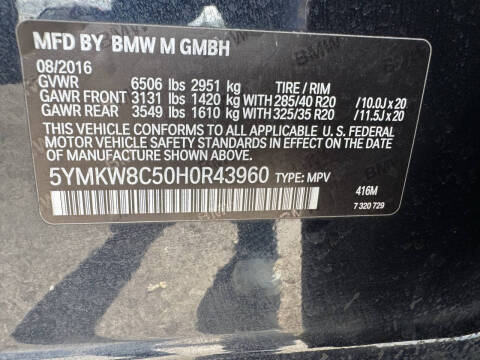 MFD BY BMW M GMBH
08/2016
GVWR 6506 lbs 2951 kg TIRE / RIM
GAWR FRONT 3131 lbs 1420 kg WITH 285/40 R20 /10.0J x 20
GAWR REAR 3549 lbs 1610 kg WITH 325/35 R20 /11.5J x 20
THIS VEHICLE CONFORMS TO ALL APPLICABLE U. S. FEDERAL
MOTOR VEHICLE SAFETY STANDARDS IN EFFECT ON THE DATE
OF MANUFACTURE SHOWN ABOVE.
5YMKW8C50H0R43960 TYPE: MPV
416M
7 320 729